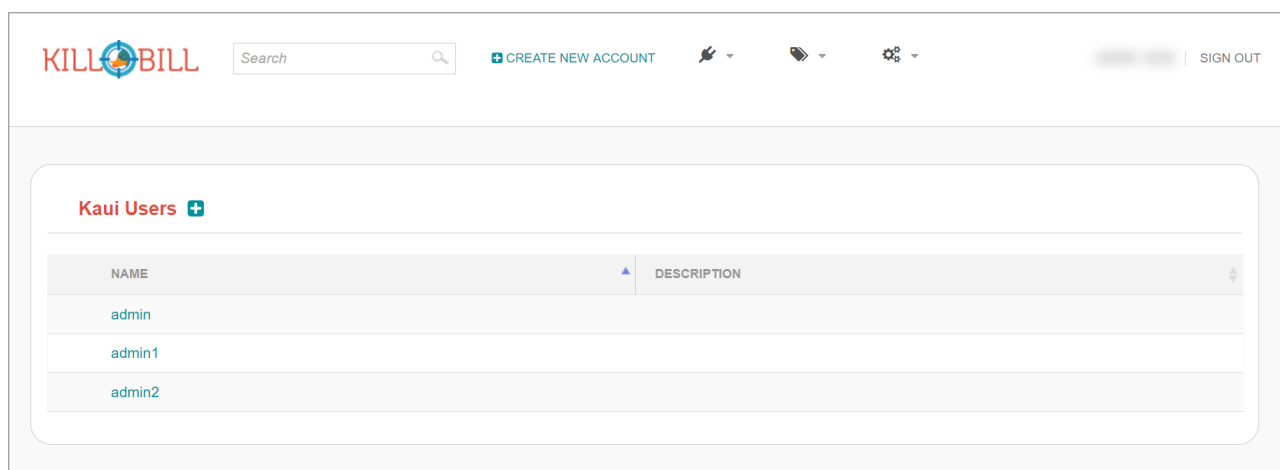 KILL BILL
Search
CREATE NEW ACCOUNT
SIGN OUT
Kaui Users
NAME DESCRIPTION
admin
admin1
admin2